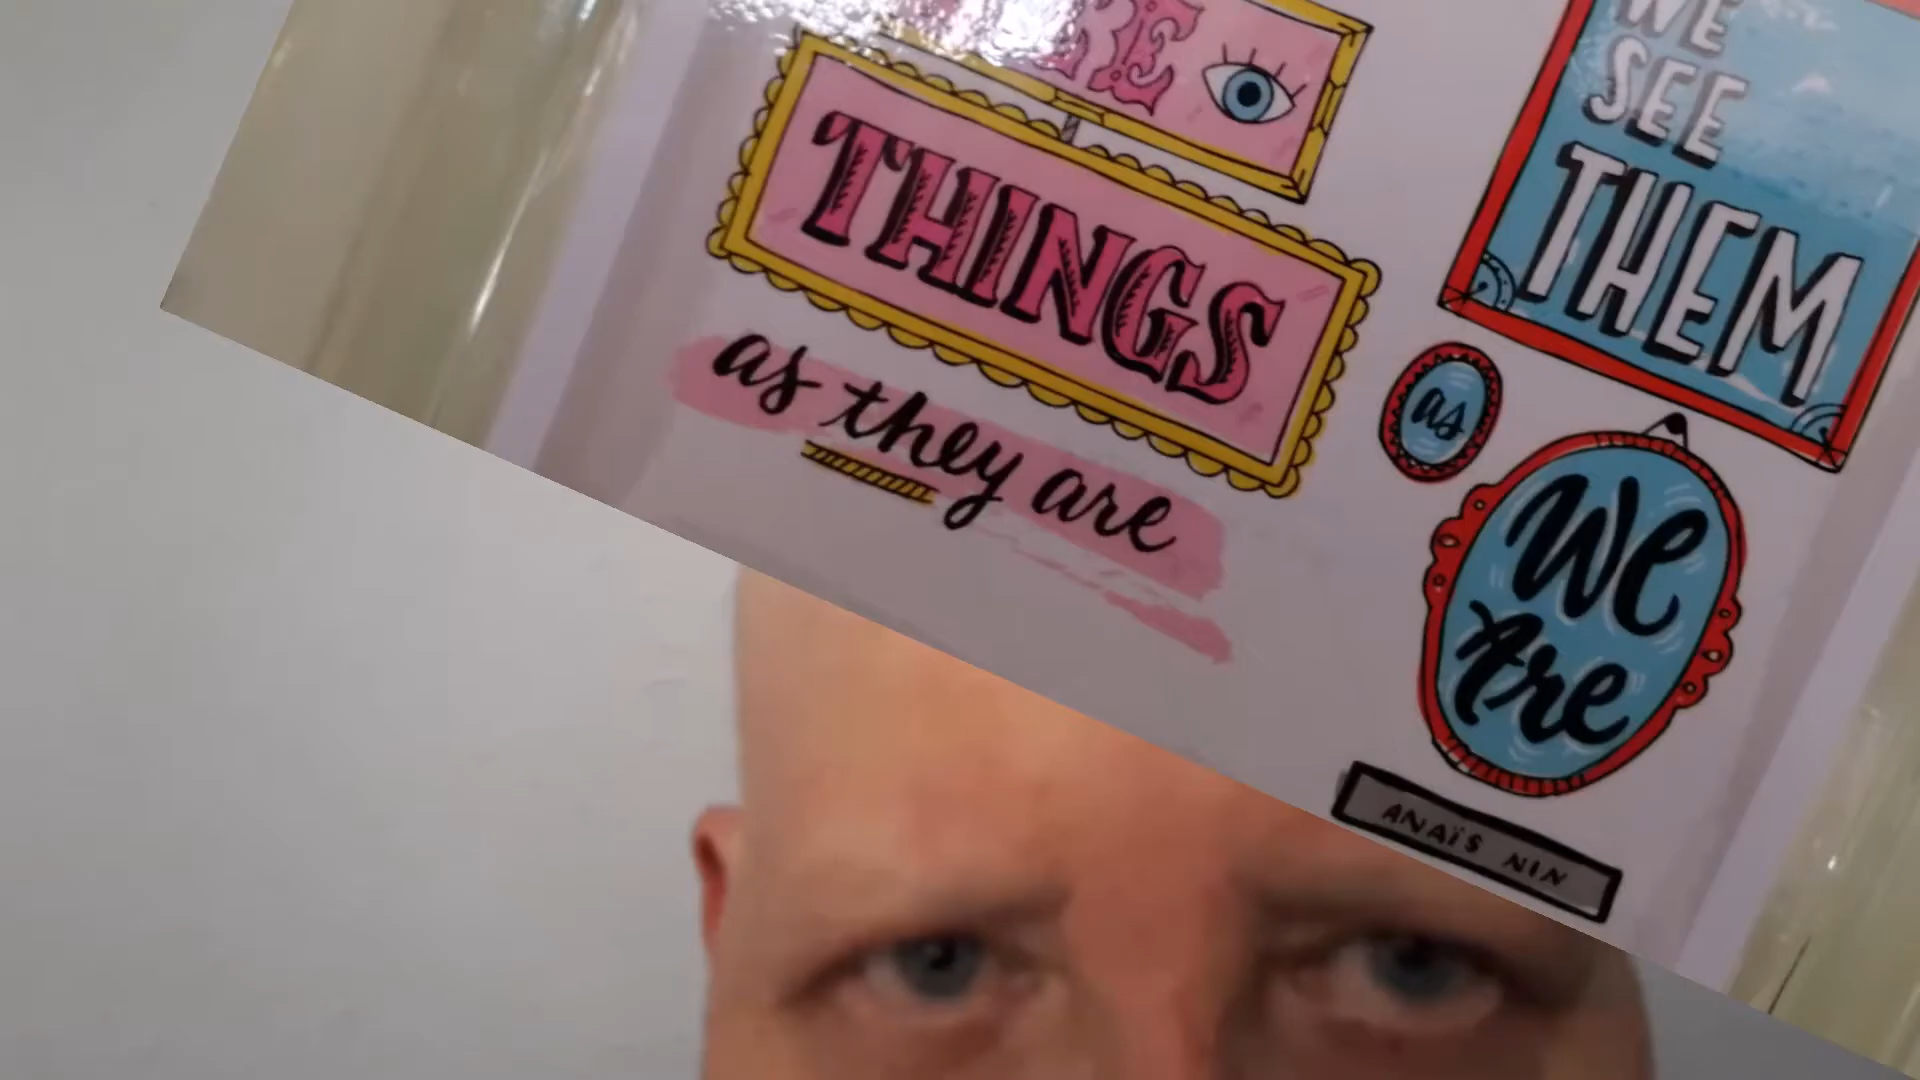 THINGS
as they are
WE
SEE
THEM
as
We
Are
ANAÏS NIN